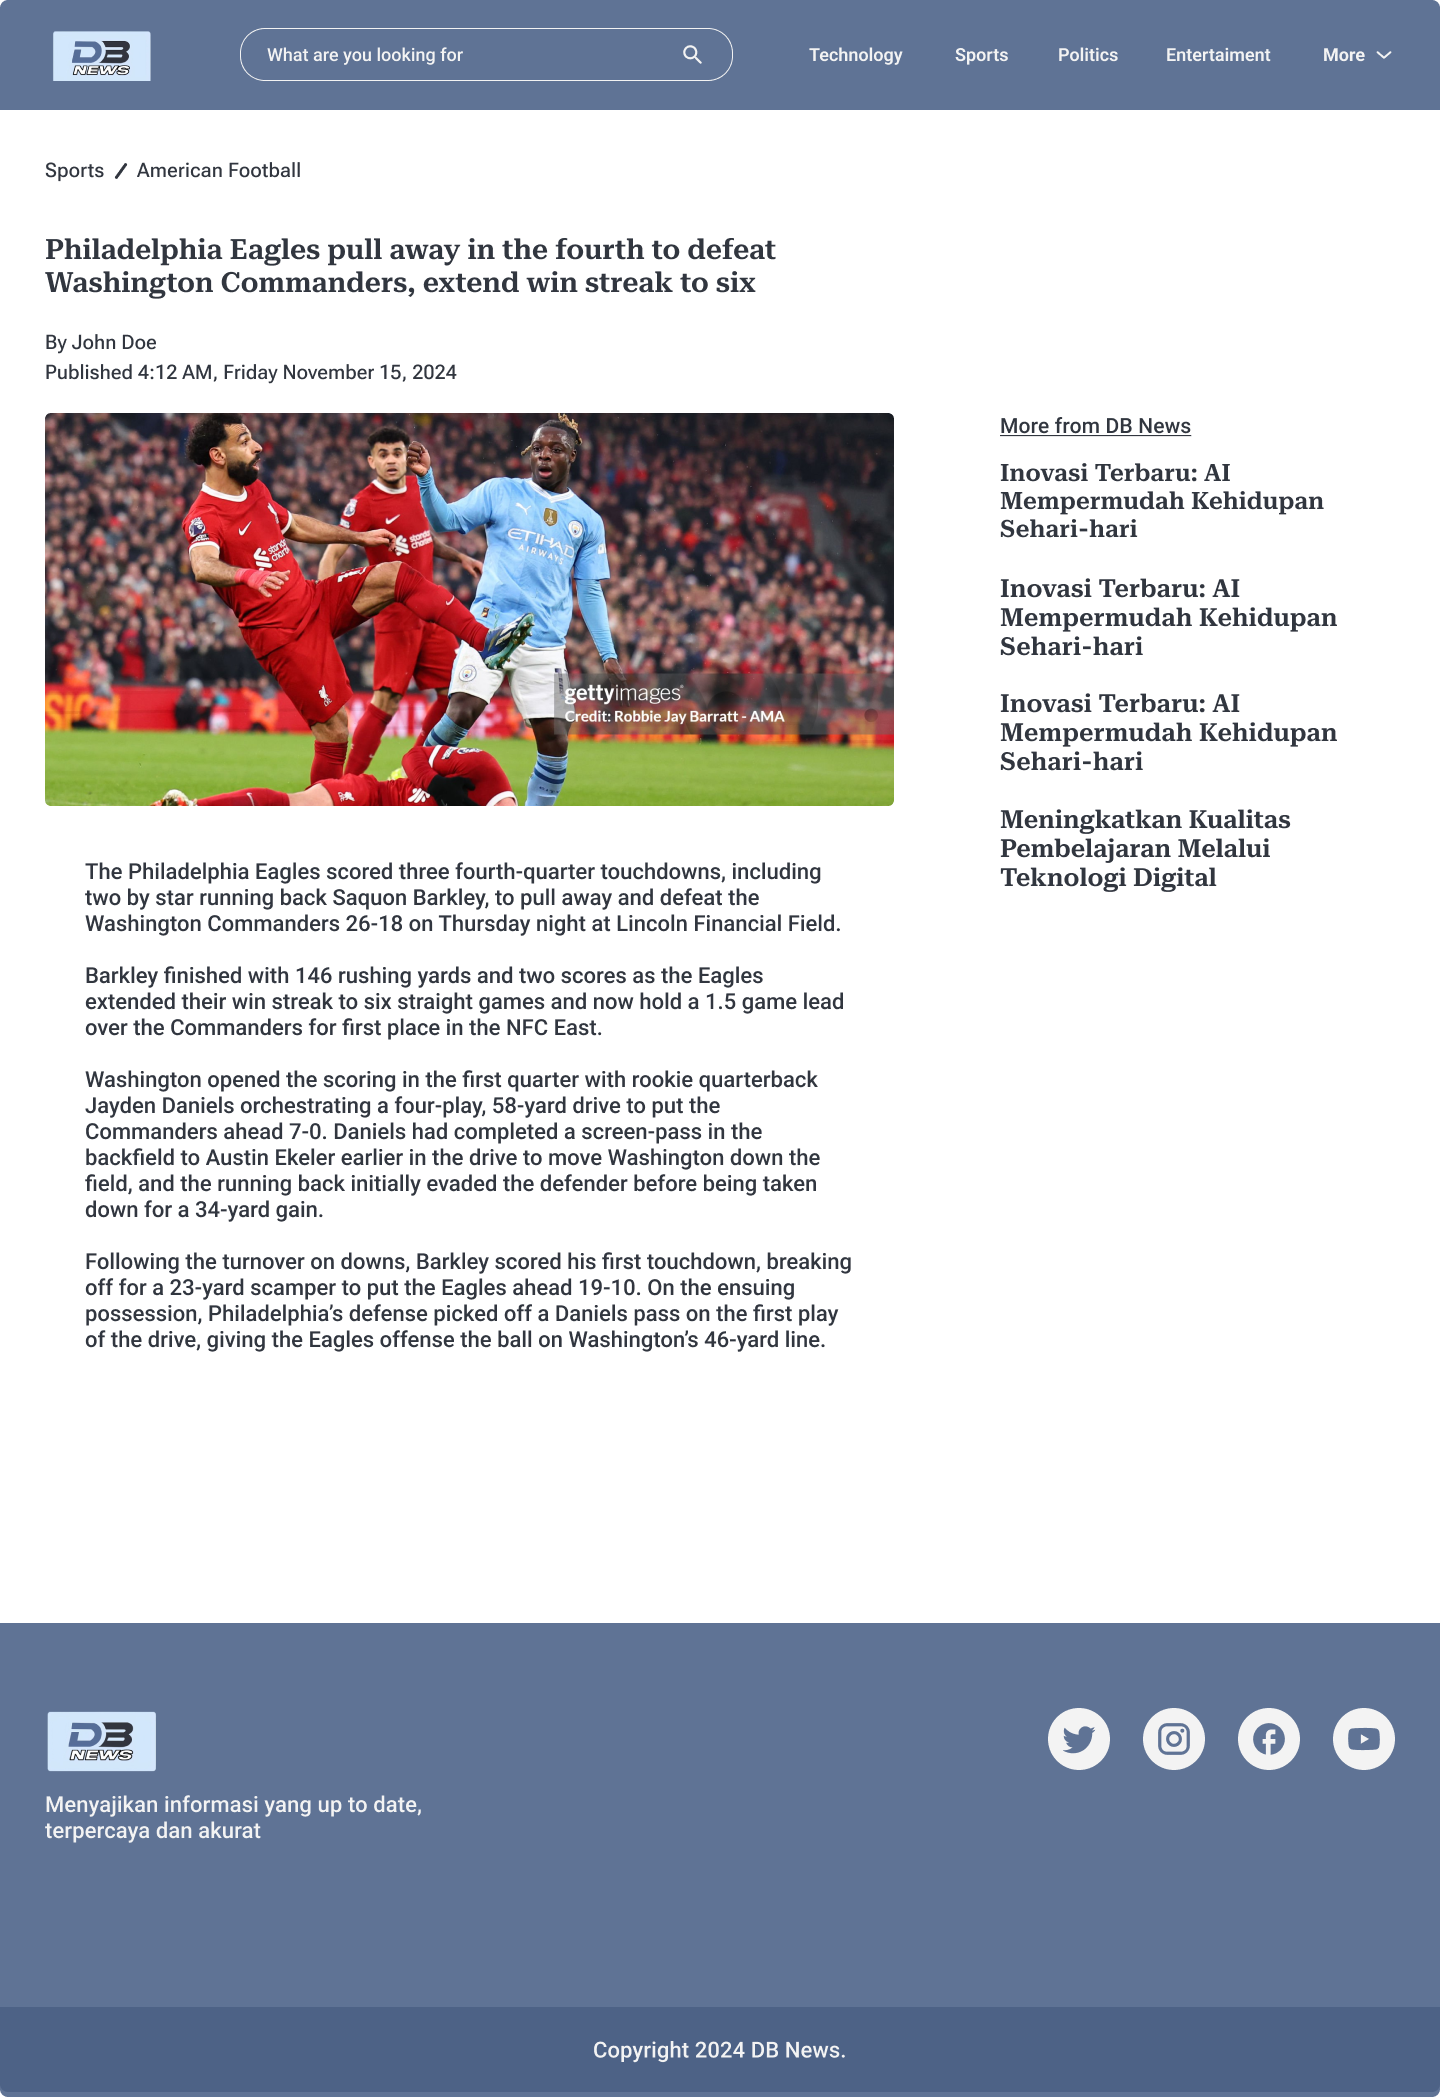 DB
NEWS
What are you looking for
Technology
Sports
Politics
Entertaiment
More
Sports / American Football
Philadelphia Eagles pull away in the fourth to defeat
Washington Commanders, extend win streak to six
By John Doe
Published 4:12 AM, Friday November 15, 2024
ETIHAD
AIRWAYS
gettyimages®
Credit: Robbie Jay Barratt - AMA
The Philadelphia Eagles scored three fourth-quarter touchdowns, including
two by star running back Saquon Barkley, to pull away and defeat the
Washington Commanders 26-18 on Thursday night at Lincoln Financial Field.
Barkley finished with 146 rushing yards and two scores as the Eagles
extended their win streak to six straight games and now hold a 1.5 game lead
over the Commanders for first place in the NFC East.
Washington opened the scoring in the first quarter with rookie quarterback
Jayden Daniels orchestrating a four-play, 58-yard drive to put the
Commanders ahead 7-0. Daniels had completed a screen-pass in the
backfield to Austin Ekeler earlier in the drive to move Washington down the
field, and the running back initially evaded the defender before being taken
down for a 34-yard gain.
Following the turnover on downs, Barkley scored his first touchdown, breaking
off for a 23-yard scamper to put the Eagles ahead 19-10. On the ensuing
possession, Philadelphia’s defense picked off a Daniels pass on the first play
of the drive, giving the Eagles offense the ball on Washington’s 46-yard line.
More from DB News
Inovasi Terbaru: AI
Mempermudah Kehidupan
Sehari-hari
Inovasi Terbaru: AI
Mempermudah Kehidupan
Sehari-hari
Inovasi Terbaru: AI
Mempermudah Kehidupan
Sehari-hari
Meningkatkan Kualitas
Pembelajaran Melalui
Teknologi Digital
DB
NEWS
Menyajikan informasi yang up to date,
terpercaya dan akurat
Copyright 2024 DB News.